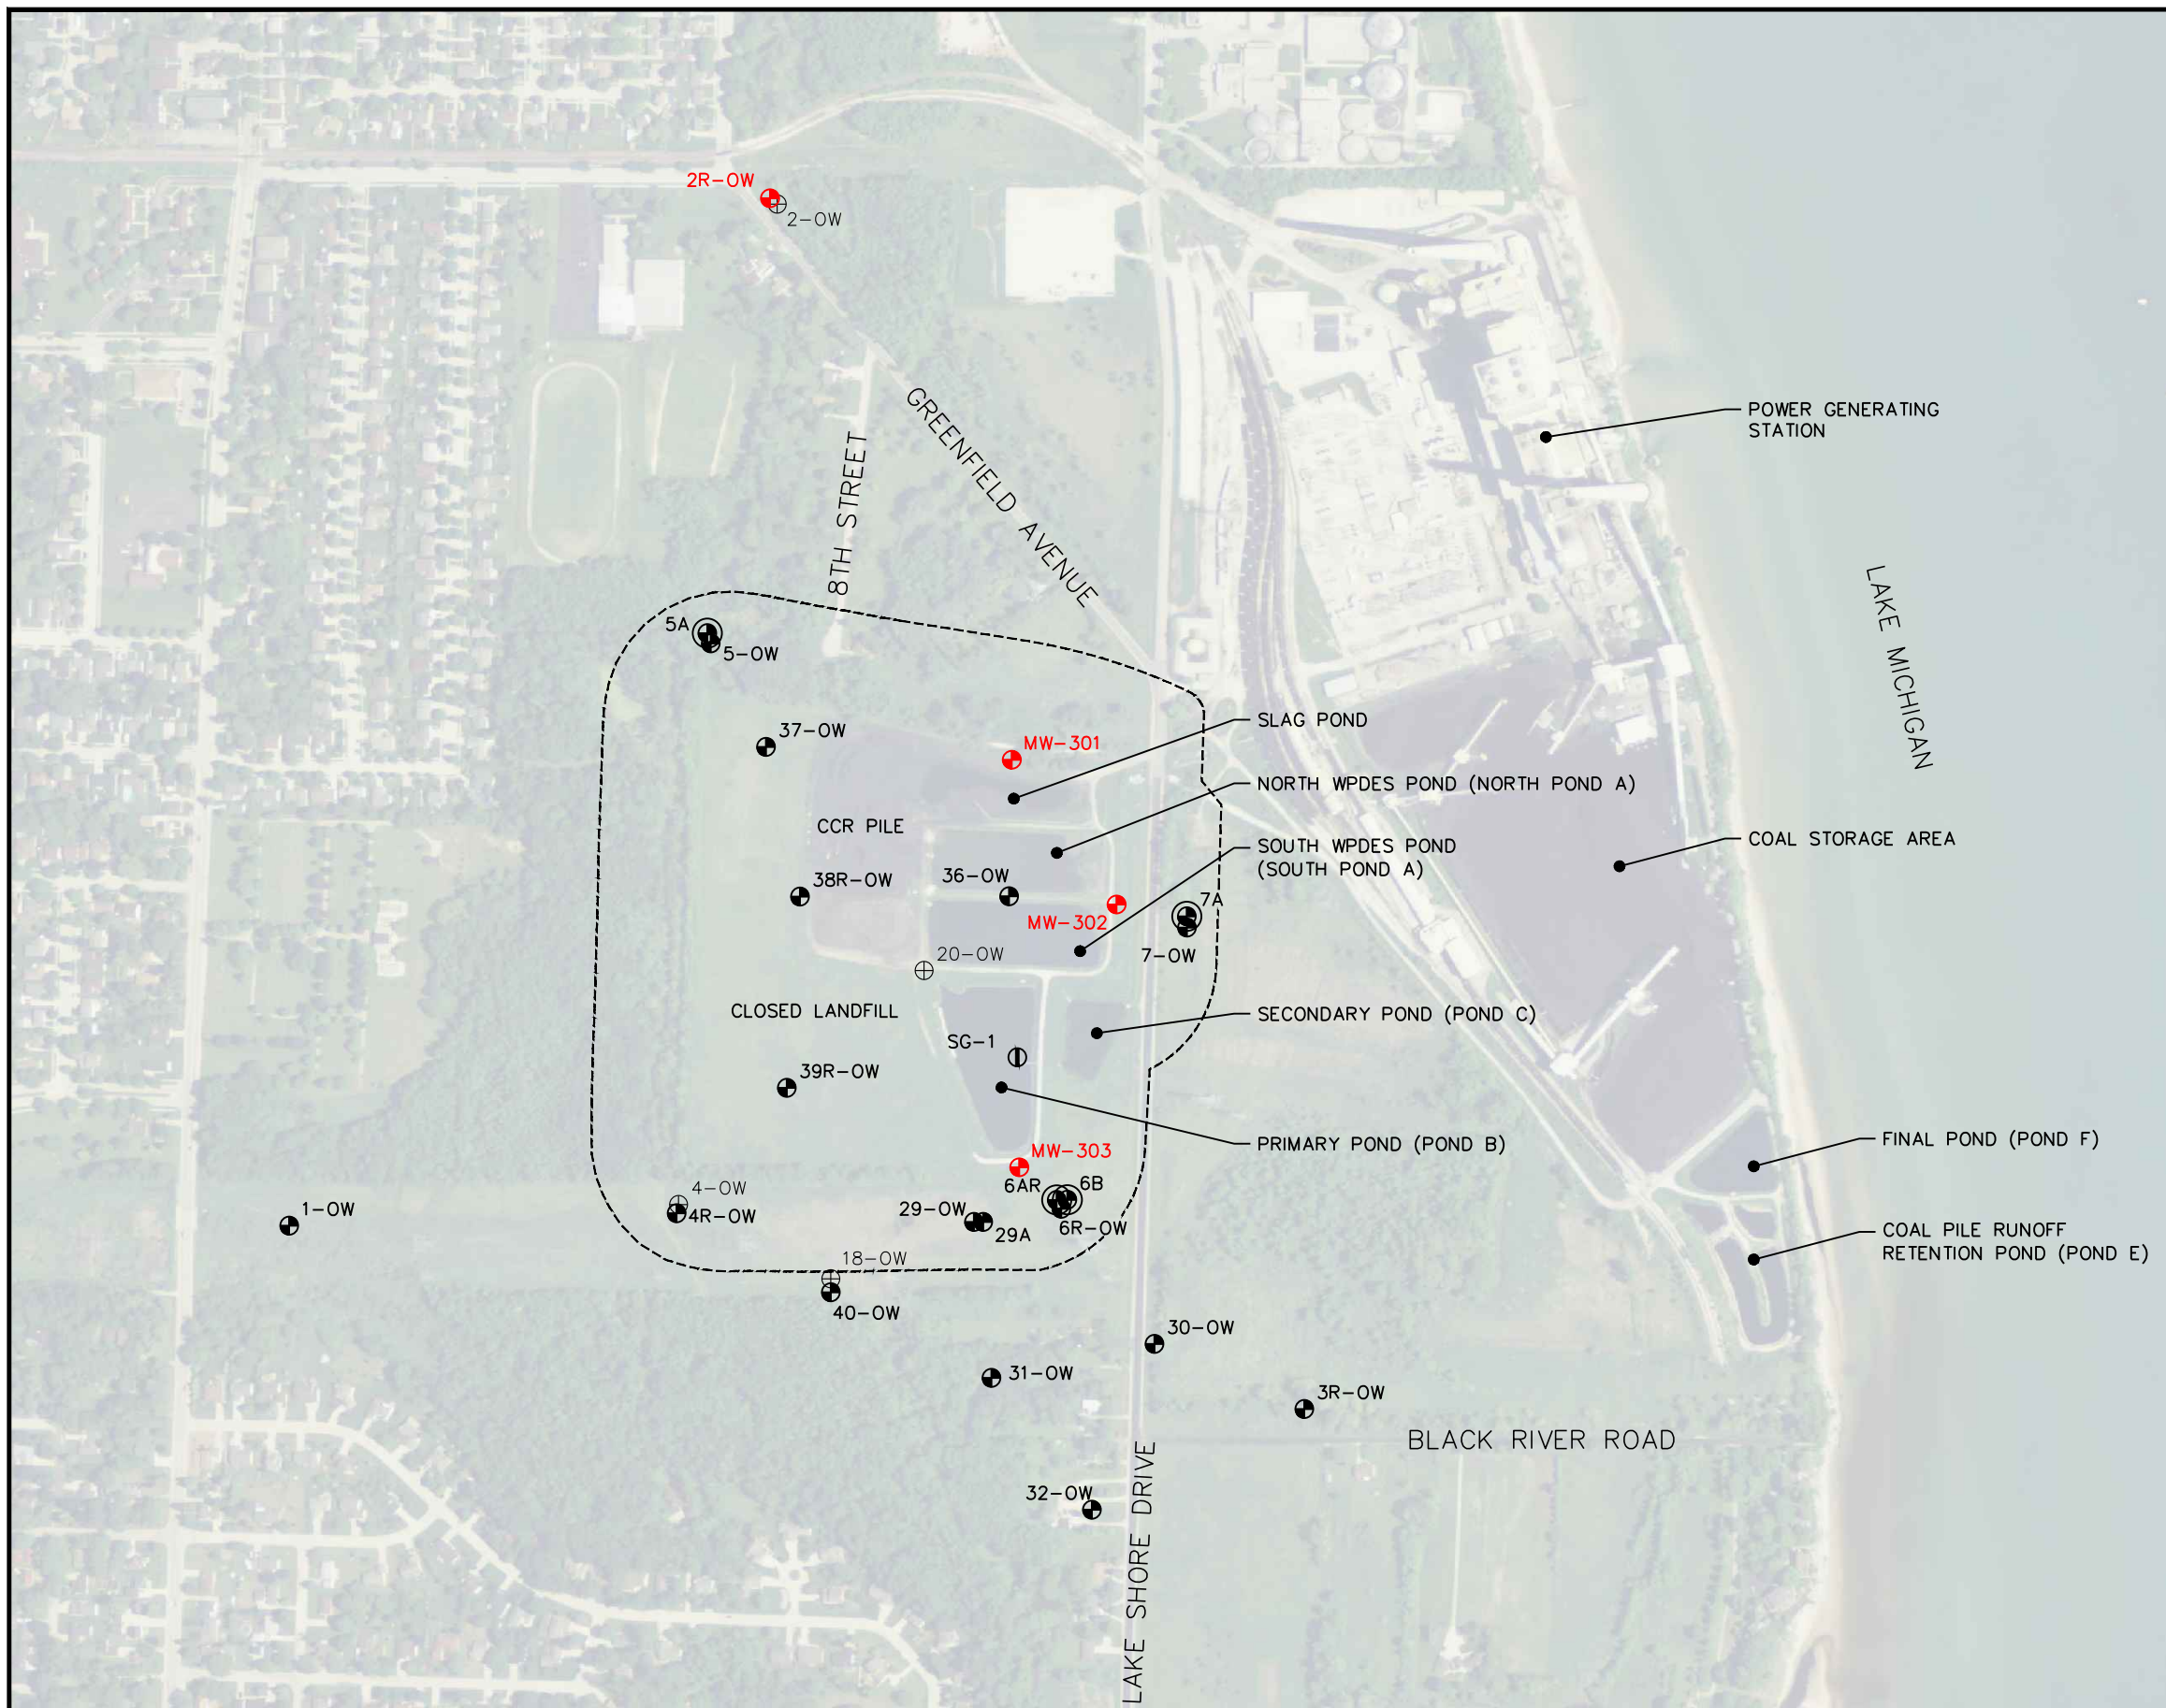 2R-OW
2-OW
POWER GENERATING
STATION
GREENFIELD AVENUE
8TH STREET
LAKE MICHIGAN
5A
5-OW
37-OW
MW-301
SLAG POND
NORTH WPDES POND (NORTH POND A)
CCR PILE
SOUTH WPDES POND
(SOUTH POND A)
COAL STORAGE AREA
38R-OW
36-OW
MW-302
7A
7-OW
20-OW
CLOSED LANDFILL
SECONDARY POND (POND C)
SG-1
39R-OW
PRIMARY POND (POND B)
FINAL POND (POND F)
MW-303
4-OW
4R-OW
6AR
6B
6R-OW
1-OW
29-OW
29A
COAL PILE RUNOFF
RETENTION POND (POND E)
18-OW
40-OW
30-OW
31-OW
3R-OW
BLACK RIVER ROAD
32-OW
LAKE SHORE DRIVE